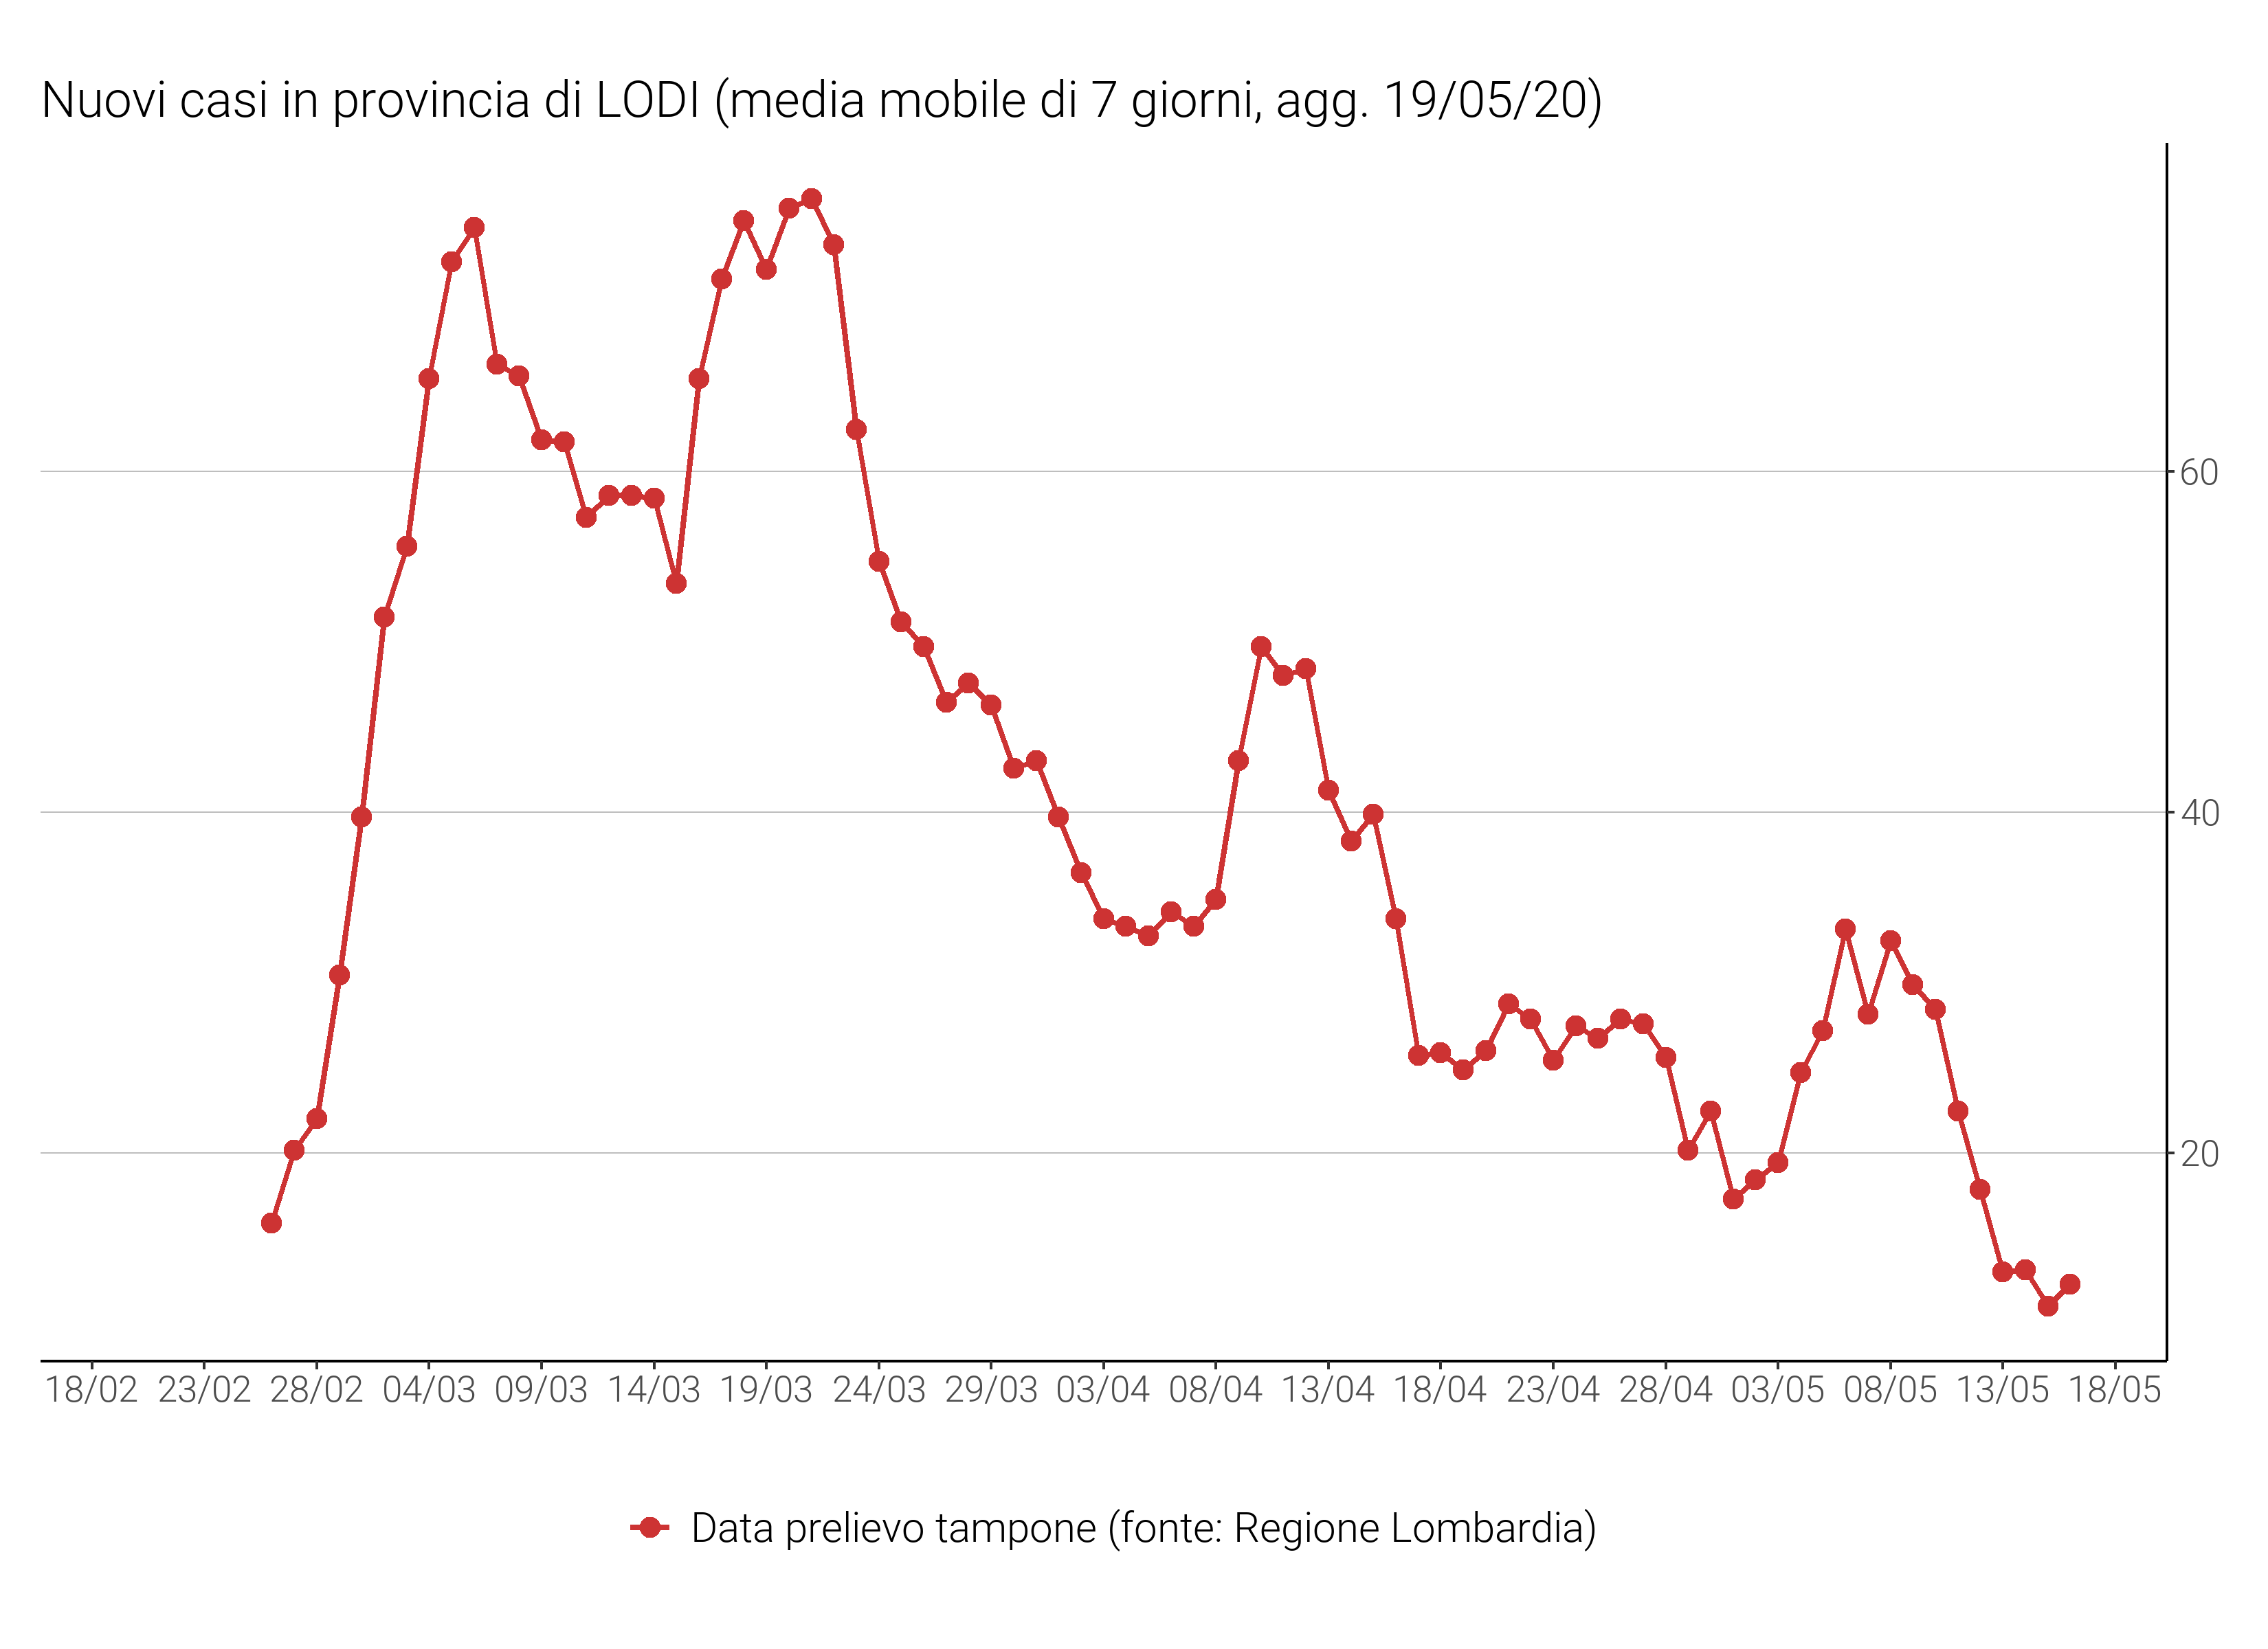 Nuovi casi in provincia di LODI (media mobile di 7 giorni, agg. 19/05/20)
60
40
20
18/02 23/02 28/02 04/03 09/03 14/03 19/03 24/03 29/03 03/04 08/04 13/04 18/04 23/04 28/04 03/05 08/05 13/05 18/05
Data prelievo tampone (fonte: Regione Lombardia)